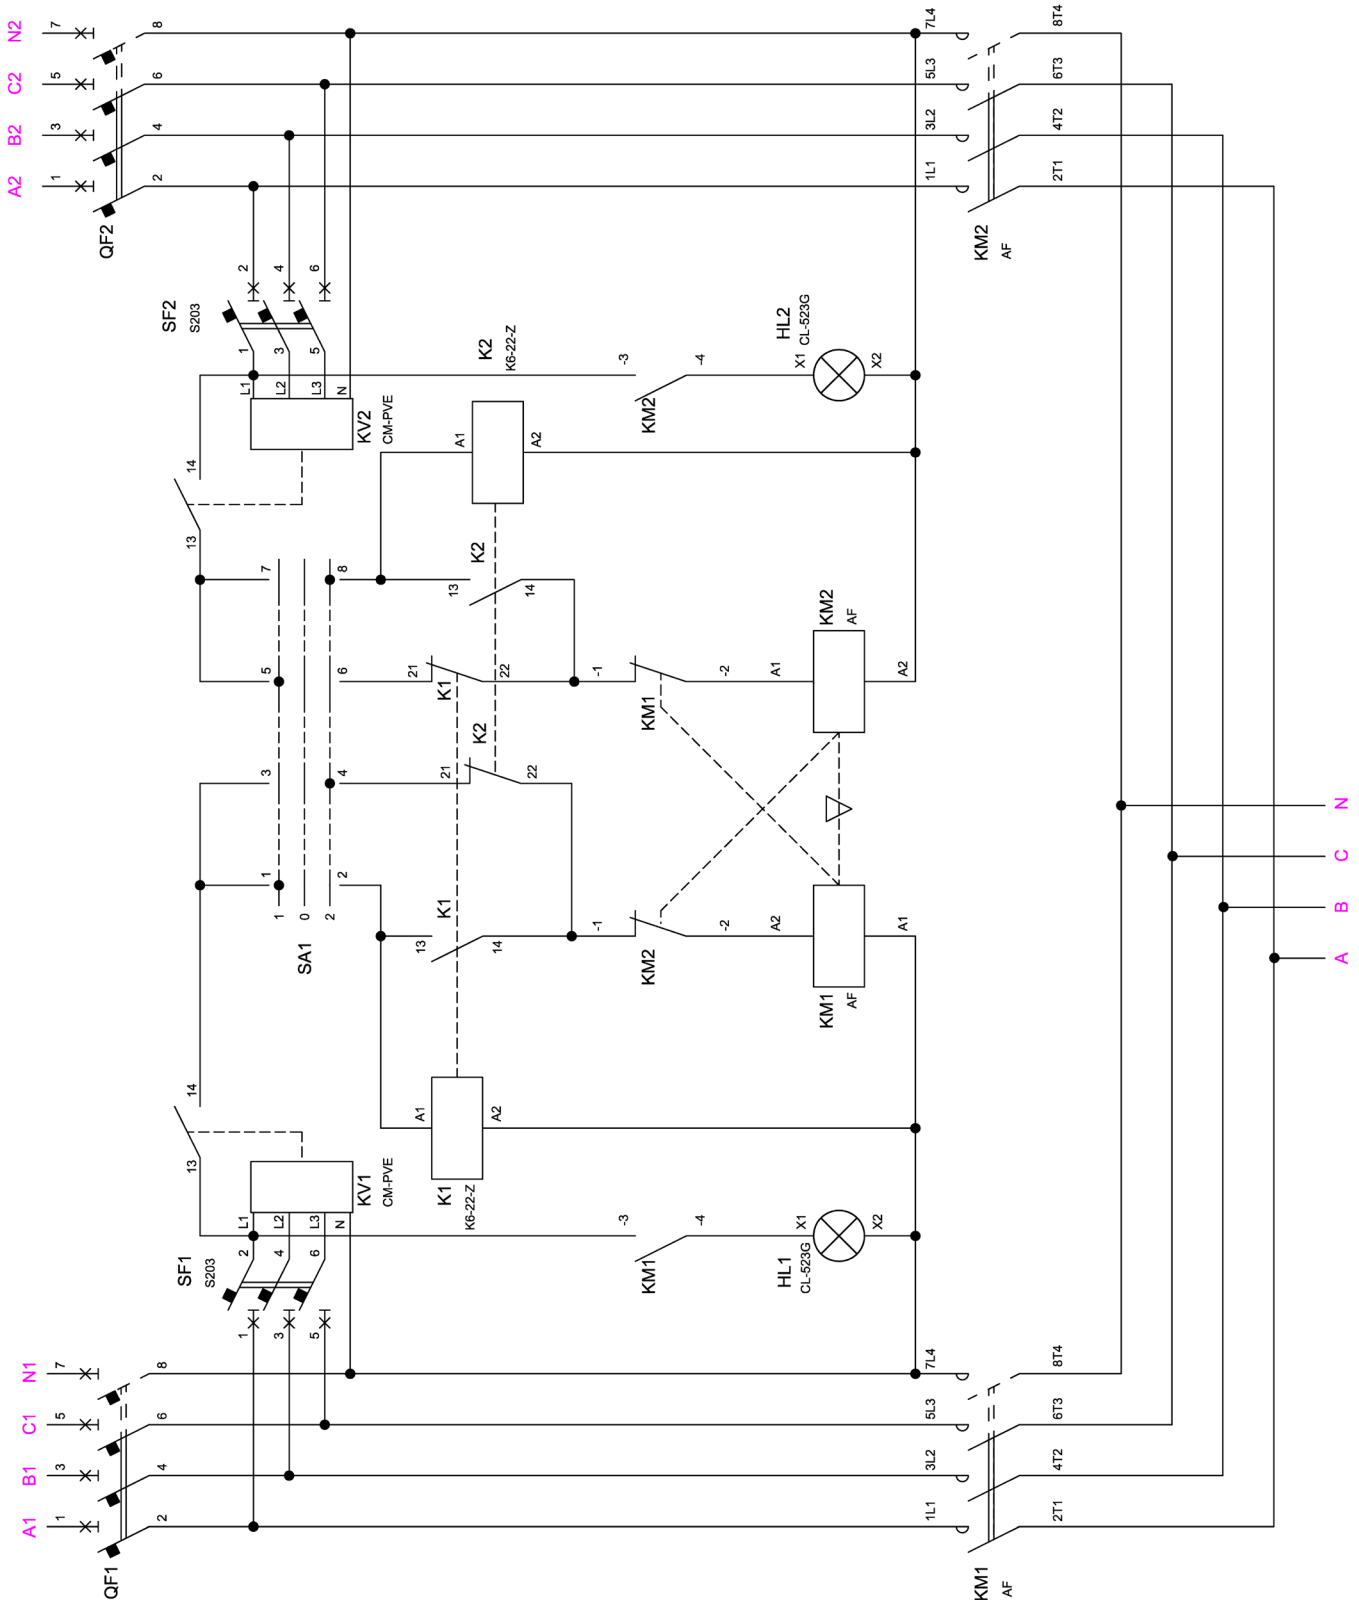 A1
B1
C1
N1
1
3
5
7
QF1
2
4
6
8
1
3
5
SF1
S203
2
4
6
L1
L2
L3
N
KV1
CM-PVE
13
14
K1
K6-22-Z
A1
A2
-3
-4
KM1
HL1
CL-523G
X1
X2
1L1
3L2
5L3
7L4
KM1
AF
2T1
4T2
6T3
8T4
SA1
1
0
2
1
2
3
4
5
6
7
8
K1
13
14
K2
21
22
K1
21
22
K2
13
14
-1
-2
KM2
-1
-2
KM1
A2
A1
KM1
AF
A1
A2
KM2
AF
13
14
KV2
CM-PVE
L1
L2
L3
N
1
3
5
SF2
S203
2
4
6
K2
K6-22-Z
A1
A2
-3
-4
KM2
HL2
CL-523G
X1
X2
A2
B2
C2
N2
1
3
5
7
QF2
2
4
6
8
1L1
3L2
5L3
7L4
KM2
AF
2T1
4T2
6T3
8T4
A
B
C
N